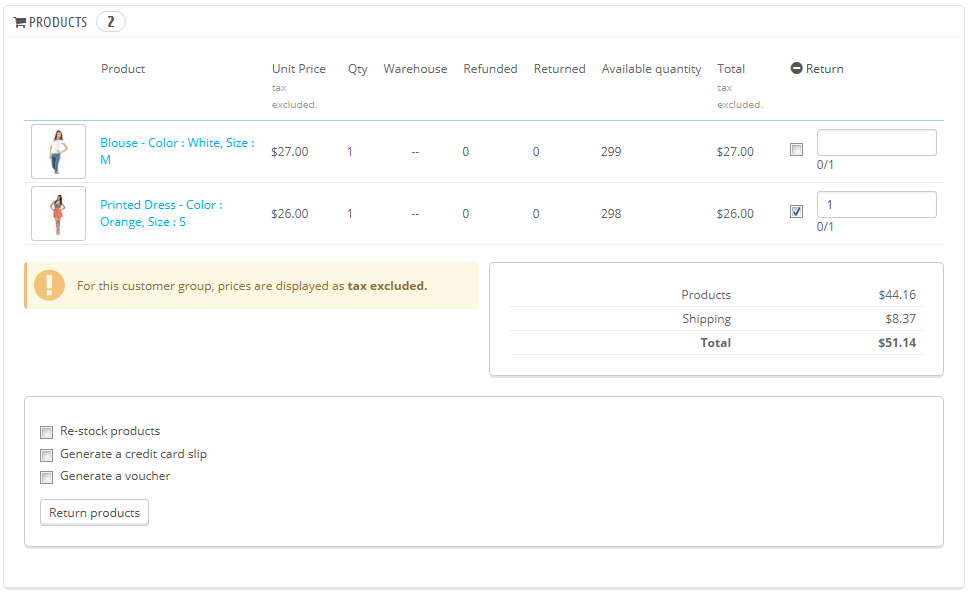 PRODUCTS 2
Product Unit Price Qty Warehouse Refunded Returned Available quantity Total Return
tax tax
excluded. excluded.
Blouse - Color : White, Size :
M
$27.00 1 -- 0 0 299 $27.00
0/1
Printed Dress - Color :
Orange, Size : S
$26.00 1 -- 0 0 298 $26.00 1
0/1
For this customer group, prices are displayed as tax excluded.
Products $44.16
Shipping $8.37
Total $51.14
Re-stock products
Generate a credit card slip
Generate a voucher
Return products